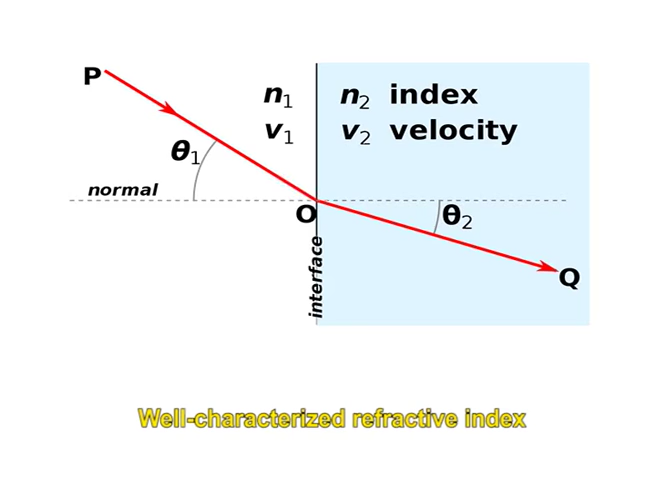 P
n₁ n₂ index
v₁ v₂ velocity
θ₁
normal
O θ₂
interface
Q
Well-characterized refractive index